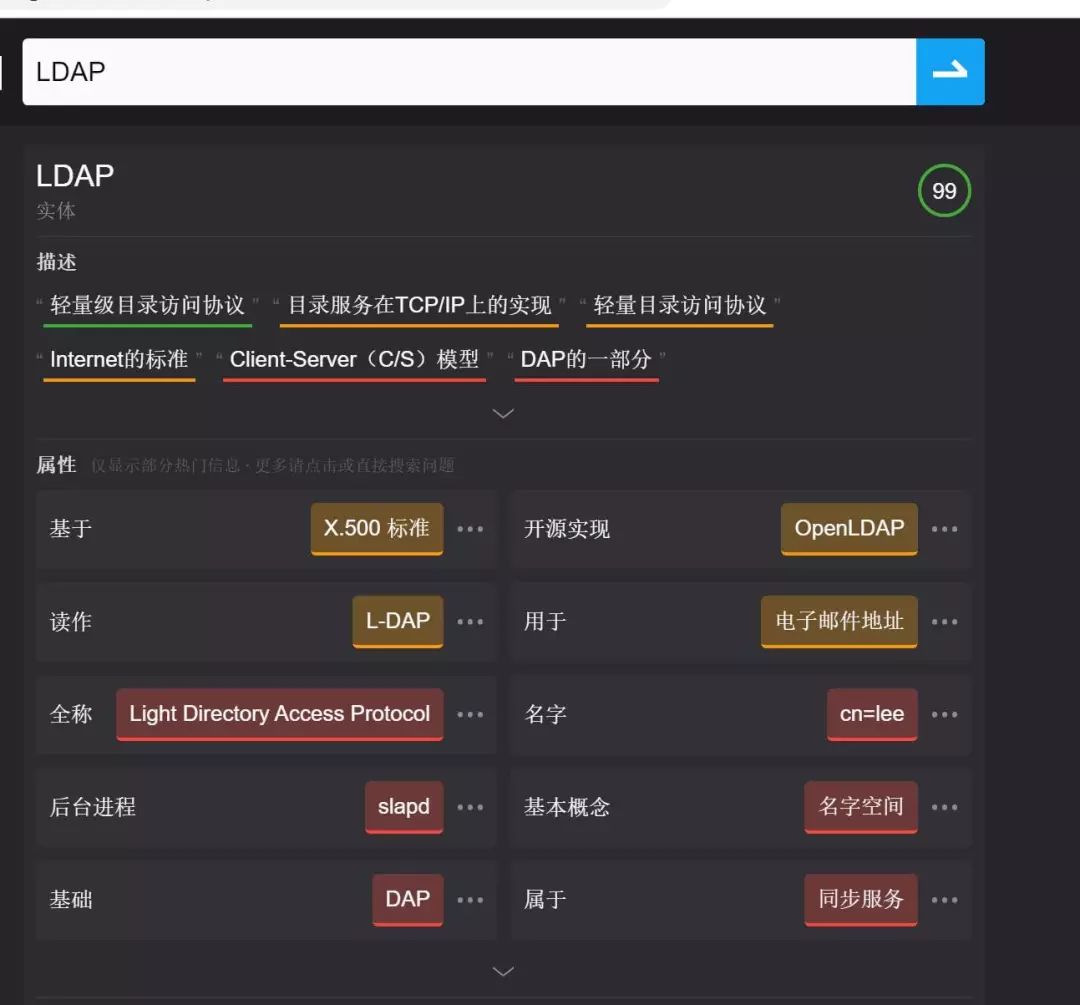 LDAP
LDAP
99
实体
描述
“ 轻量级目录访问协议 ” “ 目录服务在TCP/IP上的实现 ” “ 轻量目录访问协议 ”
“ Internet的标准 ” “ Client-Server（C/S）模型 ” “ DAP的一部分 ”
属性 仅显示部分热门信息 · 更多请点击或直接搜索问题
基于 X.500 标准 ••• 开源实现 OpenLDAP •••
读作 L-DAP ••• 用于 电子邮件地址 •••
全称 Light Directory Access Protocol ••• 名字 cn=lee •••
后台进程 slapd ••• 基本概念 名字空间 •••
基础 DAP ••• 属于 同步服务 •••